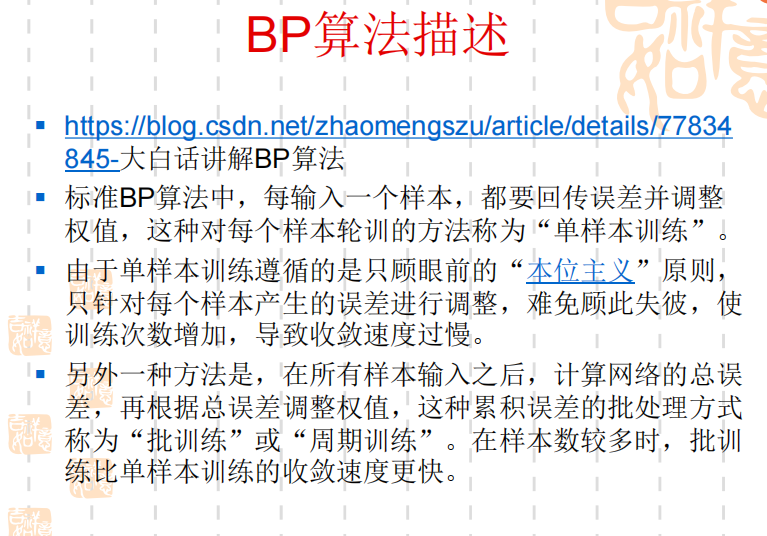 BP算法描述
https://blog.csdn.net/zhaomengszu/article/details/77834
845-大白话讲解BP算法
标准BP算法中，每输入一个样本，都要回传误差并调整
权值，这种对每个样本轮训的方法称为“单样本训练”。
由于单样本训练遵循的是只顾眼前的“本位主义”原则，
只针对每个样本产生的误差进行调整，难免顾此失彼，使
训练次数增加，导致收敛速度过慢。
另外一种方法是，在所有样本输入之后，计算网络的总误
差，再根据总误差调整权值，这种累积误差的批处理方式
称为“批训练”或“周期训练”。在样本数较多时，批训
练比单样本训练的收敛速度更快。